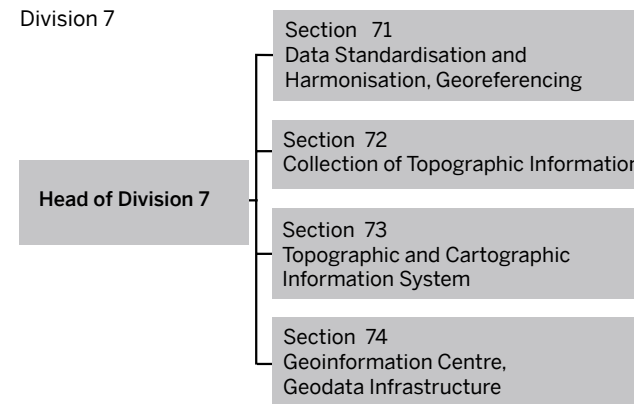 Division 7
Section 71
Data Standardisation and
Harmonisation, Georeferencing
Section 72
Collection of Topographic Information
Head of Division 7
Section 73
Topographic and Cartographic
Information System
Section 74
Geoinformation Centre,
Geodata Infrastructure